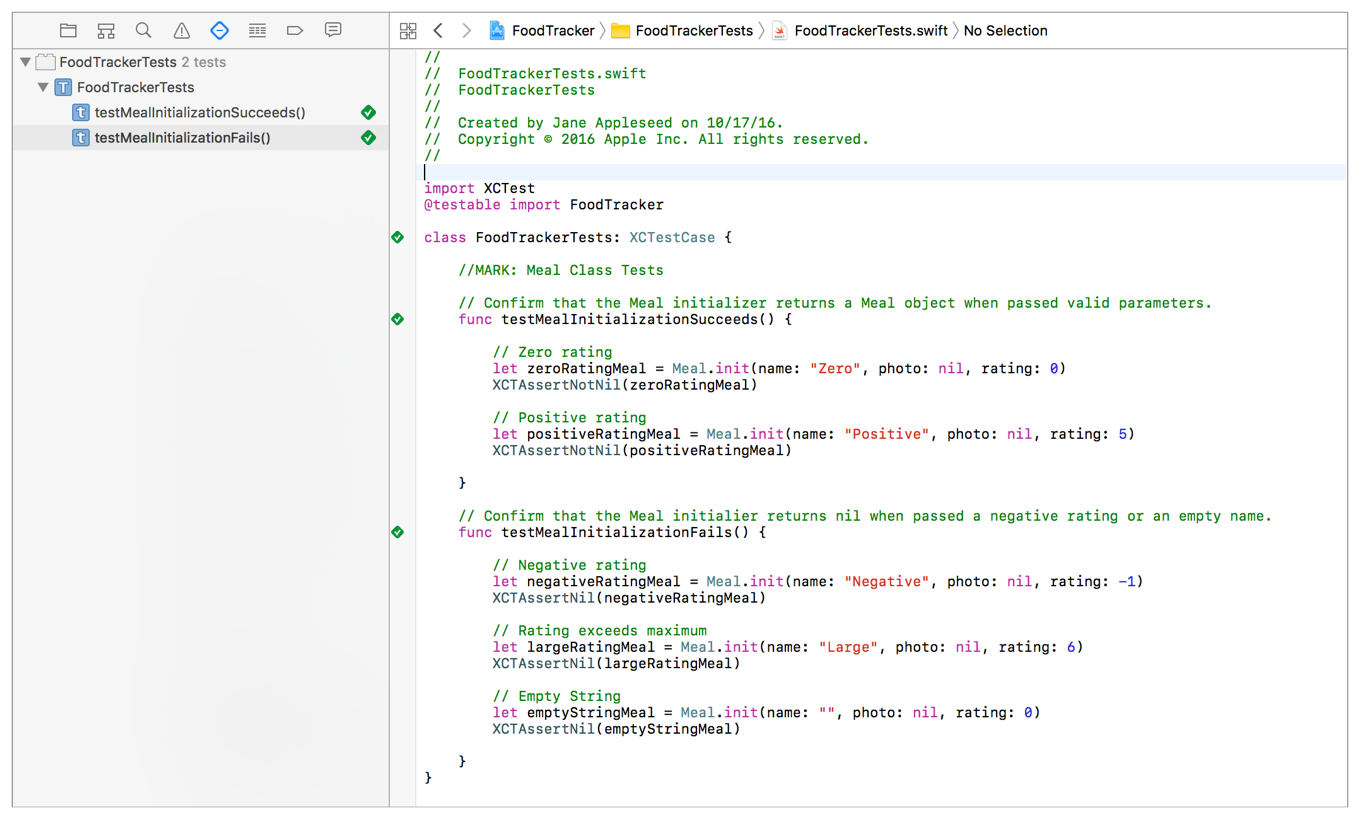 FoodTracker FoodTrackerTests FoodTrackerTests.swift No Selection
FoodTrackerTests 2 tests
T FoodTrackerTests
t testMealInitializationSucceeds()
t testMealInitializationFails()
//
//  FoodTrackerTests.swift
//  FoodTrackerTests
//
//  Created by Jane Appleseed on 10/17/16.
//  Copyright © 2016 Apple Inc. All rights reserved.
//
import XCTest
@testable import FoodTracker
class FoodTrackerTests: XCTestCase {
//MARK: Meal Class Tests
// Confirm that the Meal initializer returns a Meal object when passed valid parameters.
func testMealInitializationSucceeds() {
// Zero rating
let zeroRatingMeal = Meal.init(name: "Zero", photo: nil, rating: 0)
XCTAssertNotNil(zeroRatingMeal)
// Positive rating
let positiveRatingMeal = Meal.init(name: "Positive", photo: nil, rating: 5)
XCTAssertNotNil(positiveRatingMeal)
}
// Confirm that the Meal initialier returns nil when passed a negative rating or an empty name.
func testMealInitializationFails() {
// Negative rating
let negativeRatingMeal = Meal.init(name: "Negative", photo: nil, rating: -1)
XCTAssertNil(negativeRatingMeal)
// Rating exceeds maximum
let largeRatingMeal = Meal.init(name: "Large", photo: nil, rating: 6)
XCTAssertNil(largeRatingMeal)
// Empty String
let emptyStringMeal = Meal.init(name: "", photo: nil, rating: 0)
XCTAssertNil(emptyStringMeal)
}
}